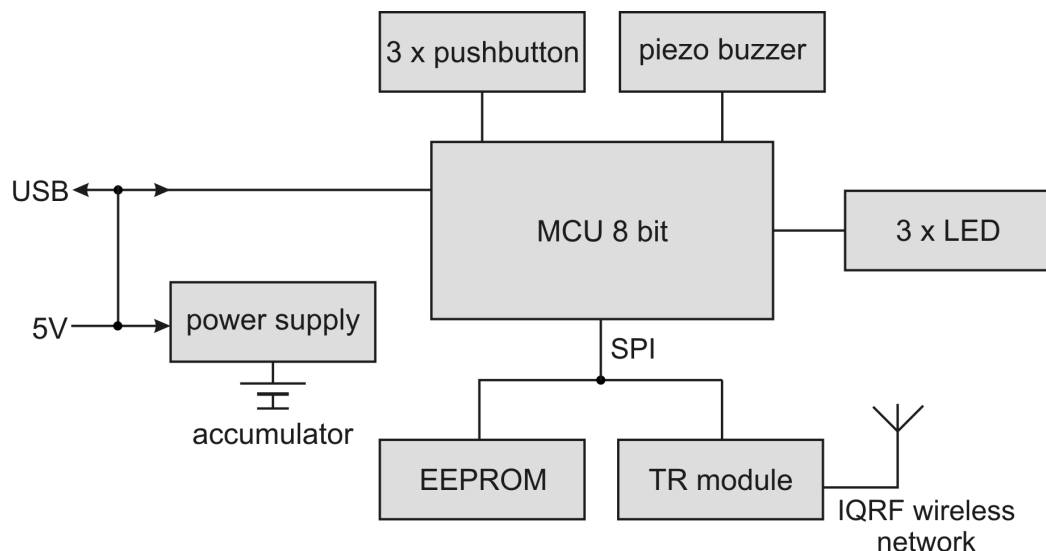 3 x pushbutton
piezo buzzer
USB
MCU 8 bit
3 x LED
5V
power supply
SPI
accumulator
EEPROM
TR module
IQRF wireless
network